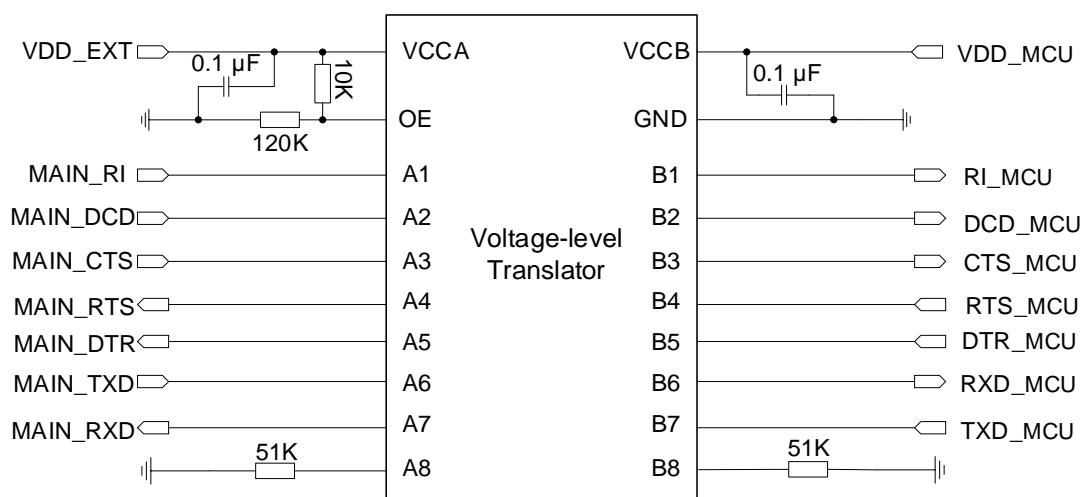 VDD_EXT VCCA VCCB VDD_MCU
0.1 µF 10K 0.1 µF
OE GND
120K
MAIN_RI A1 B1 RI_MCU
MAIN_DCD A2 B2 DCD_MCU
Voltage-level
Translator
MAIN_CTS A3 B3 CTS_MCU
MAIN_RTS A4 B4 RTS_MCU
MAIN_DTR A5 B5 DTR_MCU
MAIN_TXD A6 B6 RXD_MCU
MAIN_RXD A7 B7 TXD_MCU
51K 51K
A8 B8